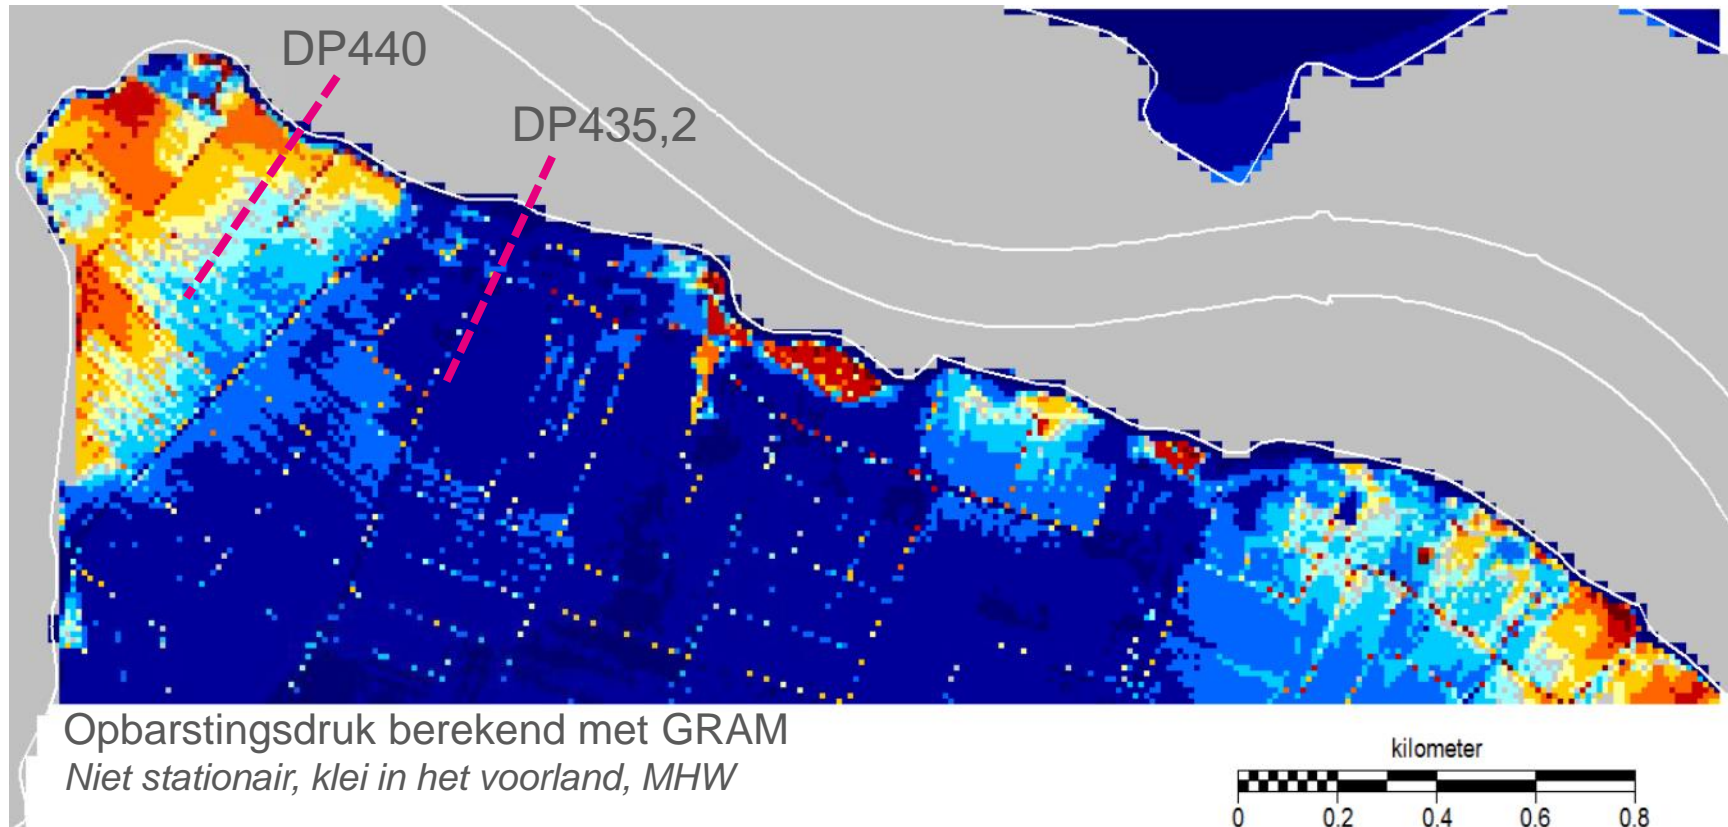 DP440
DP435,2
Opbarstingsdruk berekend met GRAM
Niet stationair, klei in het voorland, MHW
kilometer
0 0.2 0.4 0.6 0.8